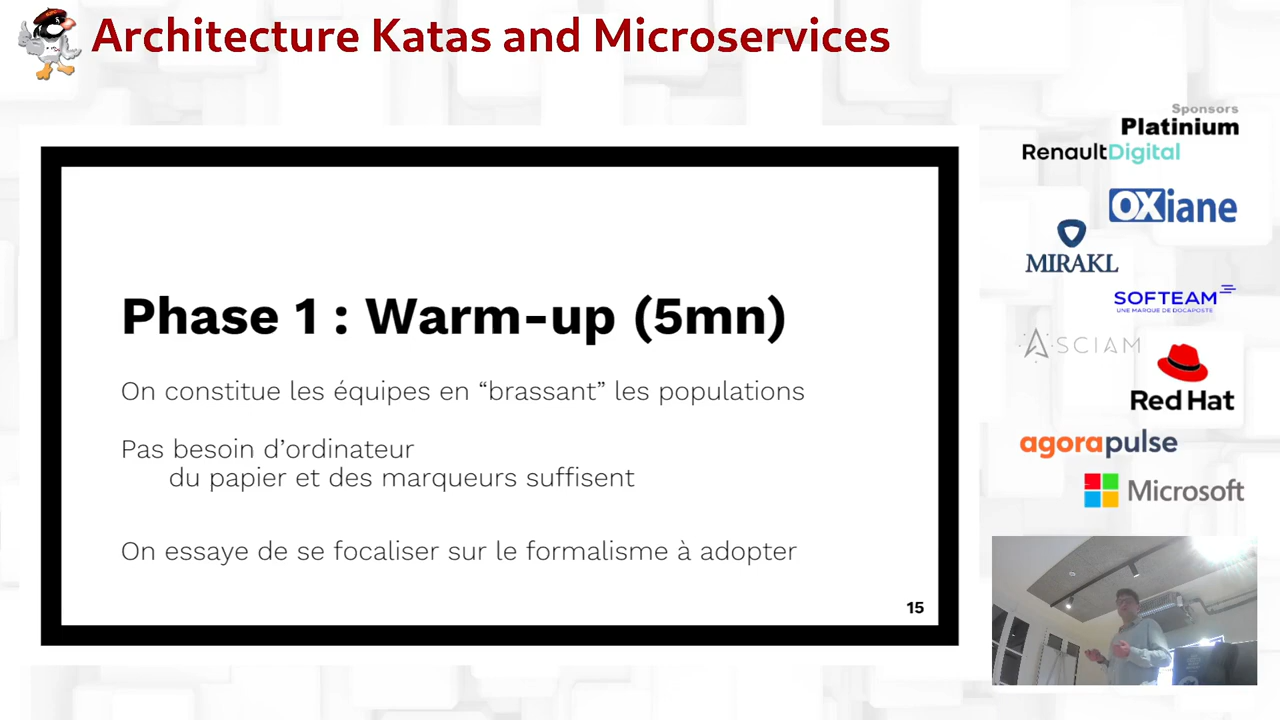 Architecture Katas and Microservices
Sponsors
Platinium
RenaultDigital
OXiane
MIRAKL
SOFTEAM
UNE MARQUE DE DOCAPOSTE
ASCIAM
Red Hat
agorapulse
Microsoft
Phase 1 : Warm-up (5mn)
On constitue les équipes en “brassant” les populations
Pas besoin d’ordinateur
du papier et des marqueurs suffisent
On essaye de se focaliser sur le formalisme à adopter
15